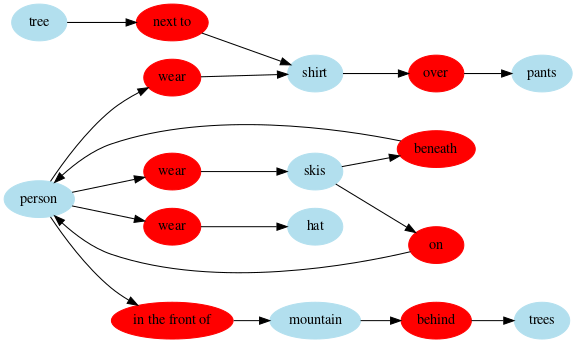 tree
next to
wear
shirt
over
pants
beneath
person
wear
skis
wear
hat
on
in the front of
mountain
behind
trees